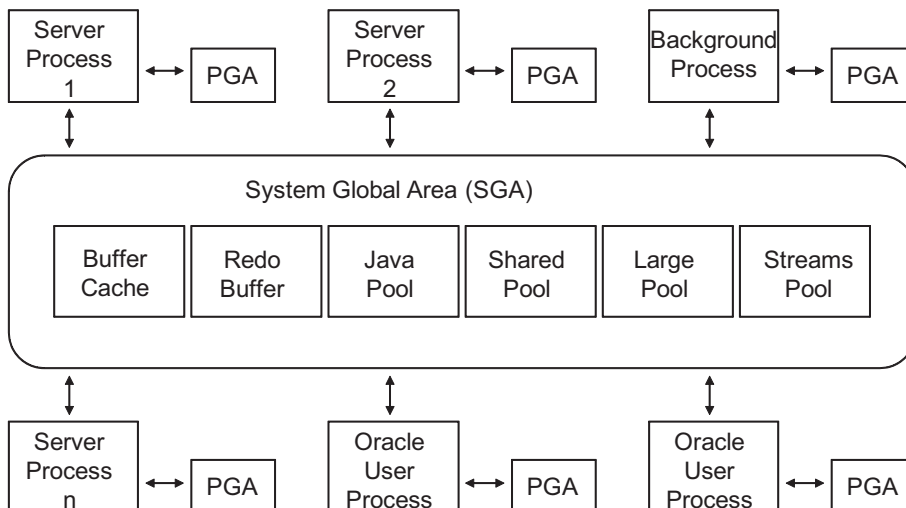 Server
Process
1
PGA
Server
Process
2
PGA
Background
Process
PGA
System Global Area (SGA)
Buffer
Cache
Redo
Buffer
Java
Pool
Shared
Pool
Large
Pool
Streams
Pool
Server
Process
n
PGA
Oracle
User
Process
PGA
Oracle
User
Process
PGA